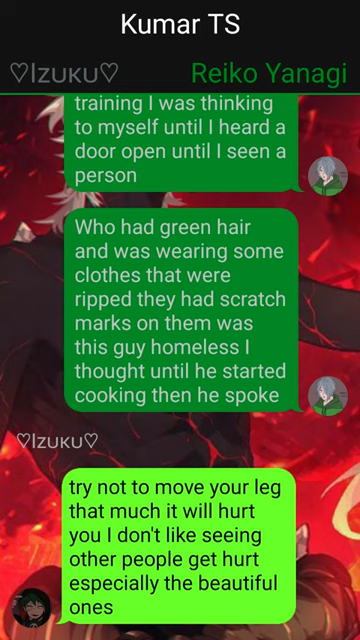 Kumar TS
♡Izuku♡ Reiko Yanagi
training I was thinking
to myself until I heard a
door open until I seen a
person
Who had green hair
and was wearing some
clothes that were
ripped they had scratch
marks on them was
this guy homeless I
thought until he started
cooking then he spoke
♡Izuku♡
try not to move your leg
that much it will hurt
you I don't like seeing
other people get hurt
especially the beautiful
ones